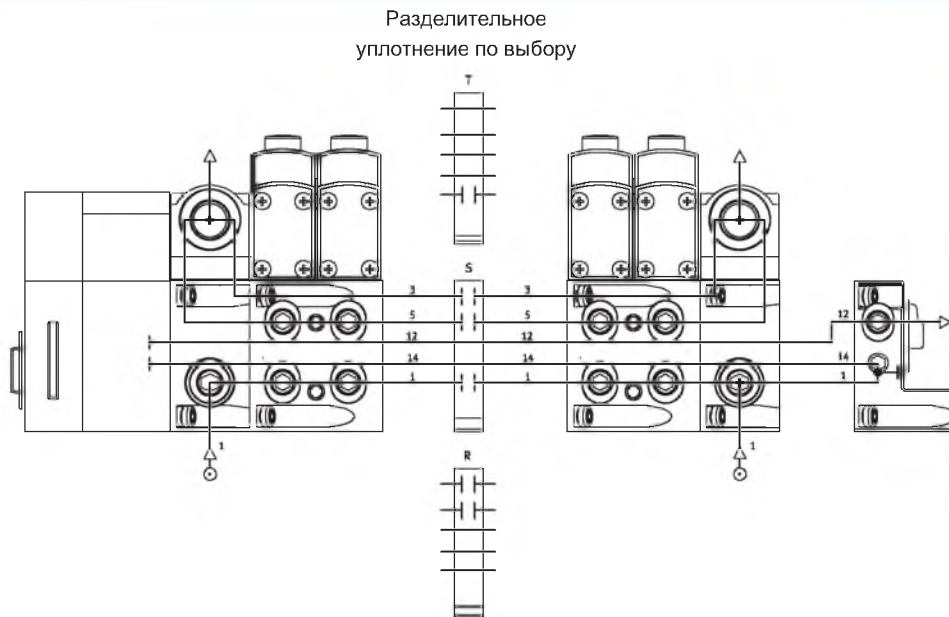 Разделительное
уплотнение по выбору
T
S
3 3
5 5 12
12 12
14 14 14
1 1 1
1 1
R